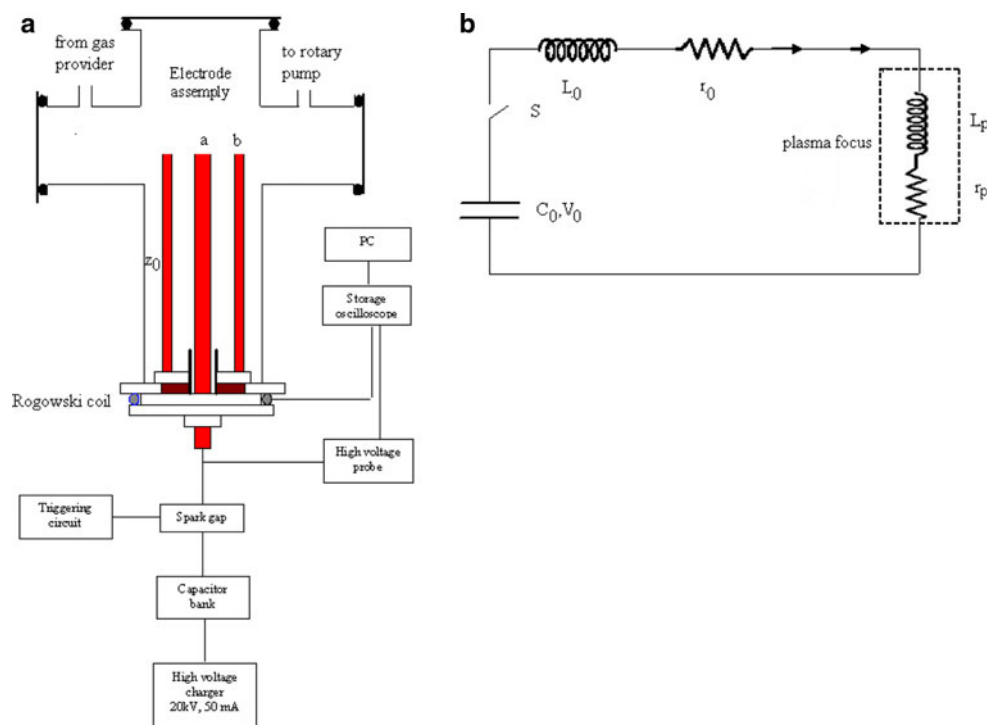 a
from gas
provider
Electrode
assemply
to rotary
pump
a
b
z0
PC
Storage
oscilloscope
Rogowski coil
High voltage
probe
Triggering
circuit
Spark gap
Capacitor
bank
High voltage
charger
20kV, 50 mA
b
L0
r0
S
plasma focus
Lp
rp
C0,V0